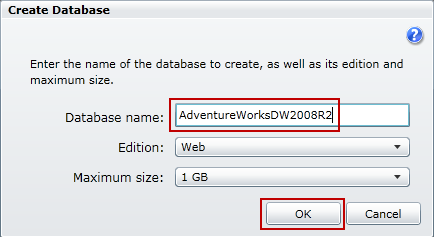 Create Database
?
Enter the name of the database to create, as well as its edition and
maximum size.
Database name: AdventureWorksDW2008R2
Edition: Web
Maximum size: 1 GB
OK Cancel